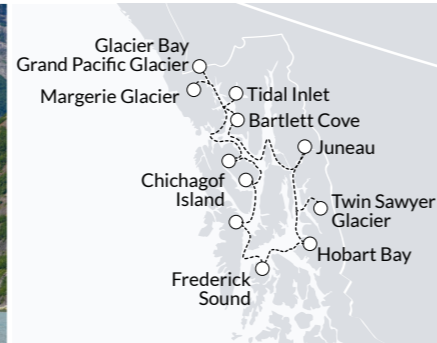 Glacier Bay
Grand Pacific Glacier
Margerie Glacier
Tidal Inlet
Bartlett Cove
Juneau
Chichagof
Island
Twin Sawyer
Glacier
Hobart Bay
Frederick
Sound